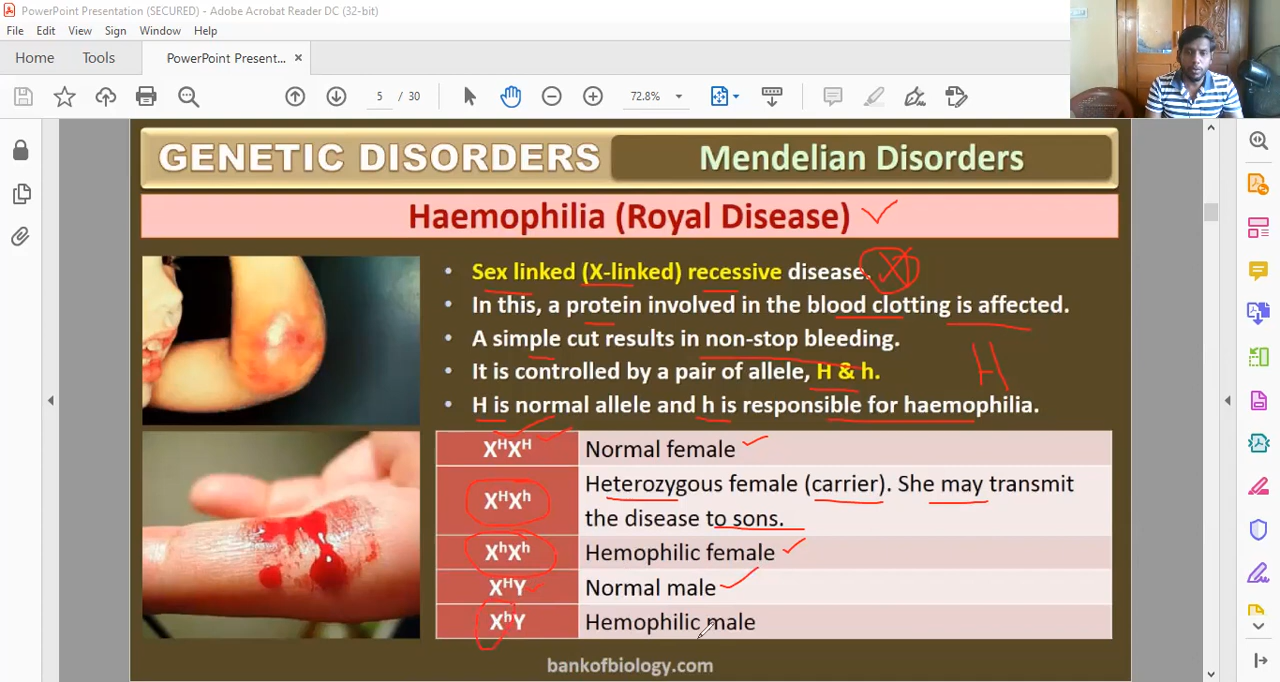 PowerPoint Presentation (SECURED) - Adobe Acrobat Reader DC (32-bit)
File Edit View Sign Window Help
Home Tools PowerPoint Present... ×
5 / 30 72.8%
GENETIC DISORDERS Mendelian Disorders
Haemophilia (Royal Disease)
• Sex linked (X-linked) recessive disease. X
• In this, a protein involved in the blood clotting is affected.
• A simple cut results in non-stop bleeding.
• It is controlled by a pair of allele, H & h. H
• H is normal allele and h is responsible for haemophilia.
XᴴXᴴ Normal female
XᴴXʰ Heterozygous female (carrier). She may transmit
the disease to sons.
XʰXʰ Hemophilic female
XᴴY Normal male
XʰY Hemophilic male
bankofbiology.com